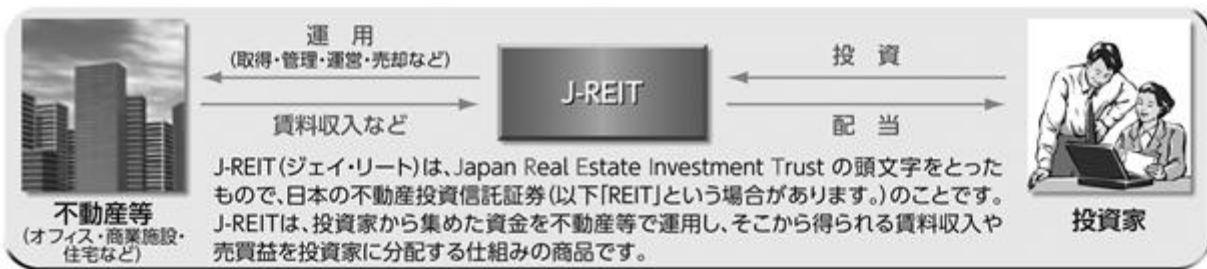 運 用
(取得・管理・運営・売却など)
賃料収入など
J-REIT
投 資
配 当
不動産等
(オフィス・商業施設・
住宅など)
J-REIT(ジェイ・リート)は、Japan Real Estate Investment Trust の頭文字をとった
もので、日本の不動産投資信託証券(以下「REIT」という場合があります。)のことです。
J-REITは、投資家から集めた資金を不動産等で運用し、そこから得られる賃料収入や
売買益を投資家に分配する仕組みの商品です。
投資家